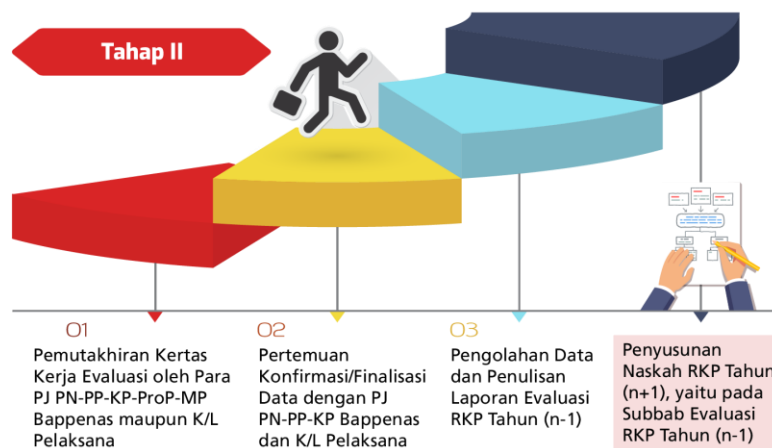 Tahap II
01
Pemutakhiran Kertas
Kerja Evaluasi oleh Para
PJ PN-PP-KP-ProP-MP
Bappenas maupun K/L
Pelaksana
02
Pertemuan
Konfirmasi/Finalisasi
Data dengan PJ
PN-PP-KP Bappenas
dan K/L Pelaksana
03
Pengolahan Data
dan Penulisan
Laporan Evaluasi
RKP Tahun (n-1)
Penyusunan
Naskah RKP Tahun
(n+1), yaitu pada
Subbab Evaluasi
RKP Tahun (n-1)